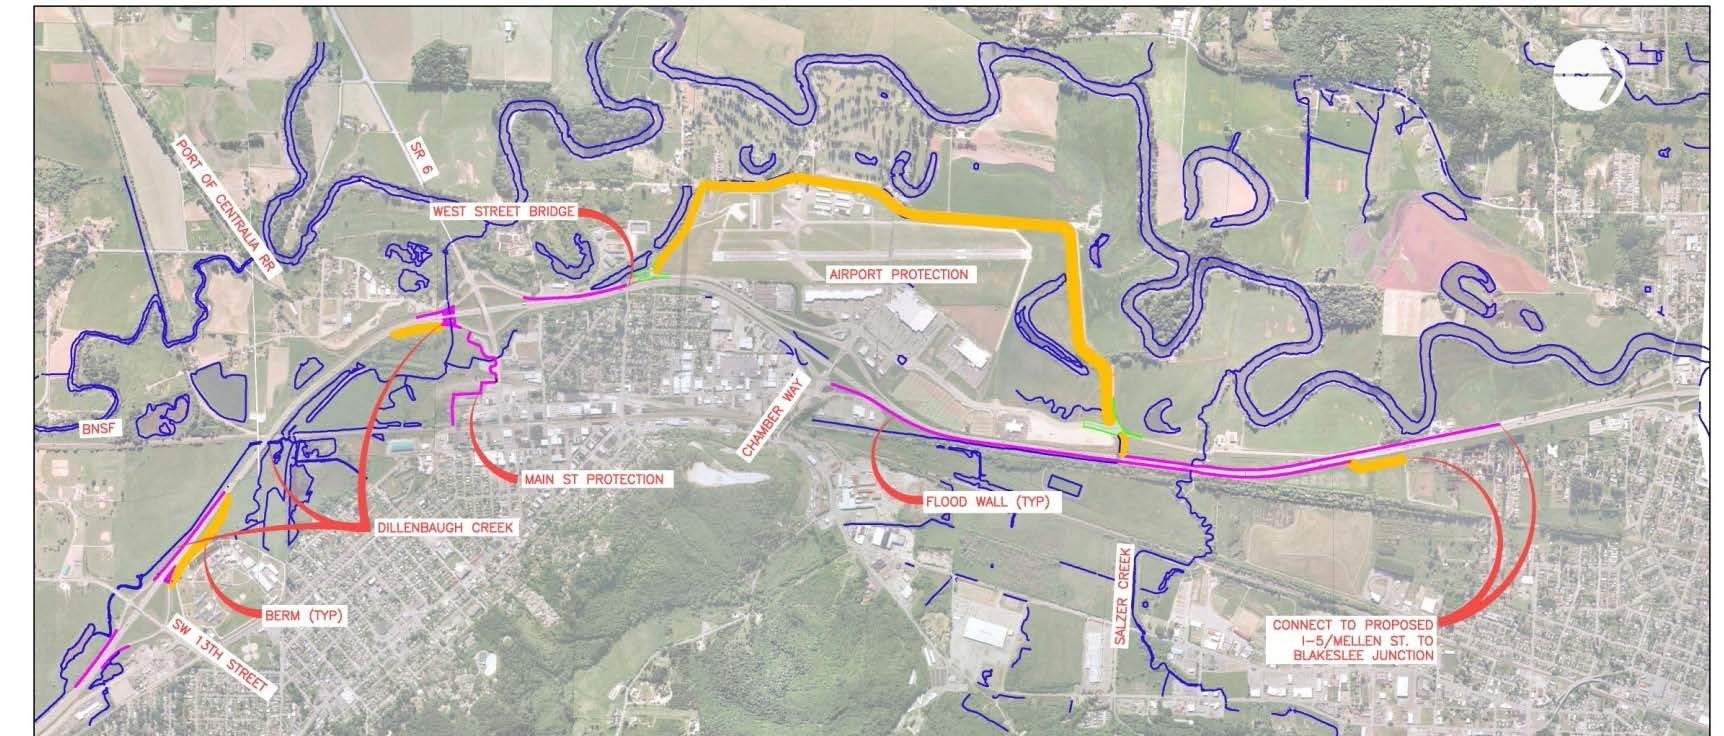 PORT OF CENTRALIA RR
SR 6
WEST STREET BRIDGE
AIRPORT PROTECTION
BNSF
CHAMBER WAY
MAIN ST PROTECTION
FLOOD WALL (TYP)
DILLENBAUGH CREEK
BERM (TYP)
SW 13TH STREET
SALZER CREEK
CONNECT TO PROPOSED
I-5/MELLEN ST. TO
BLAKESLEE JUNCTION